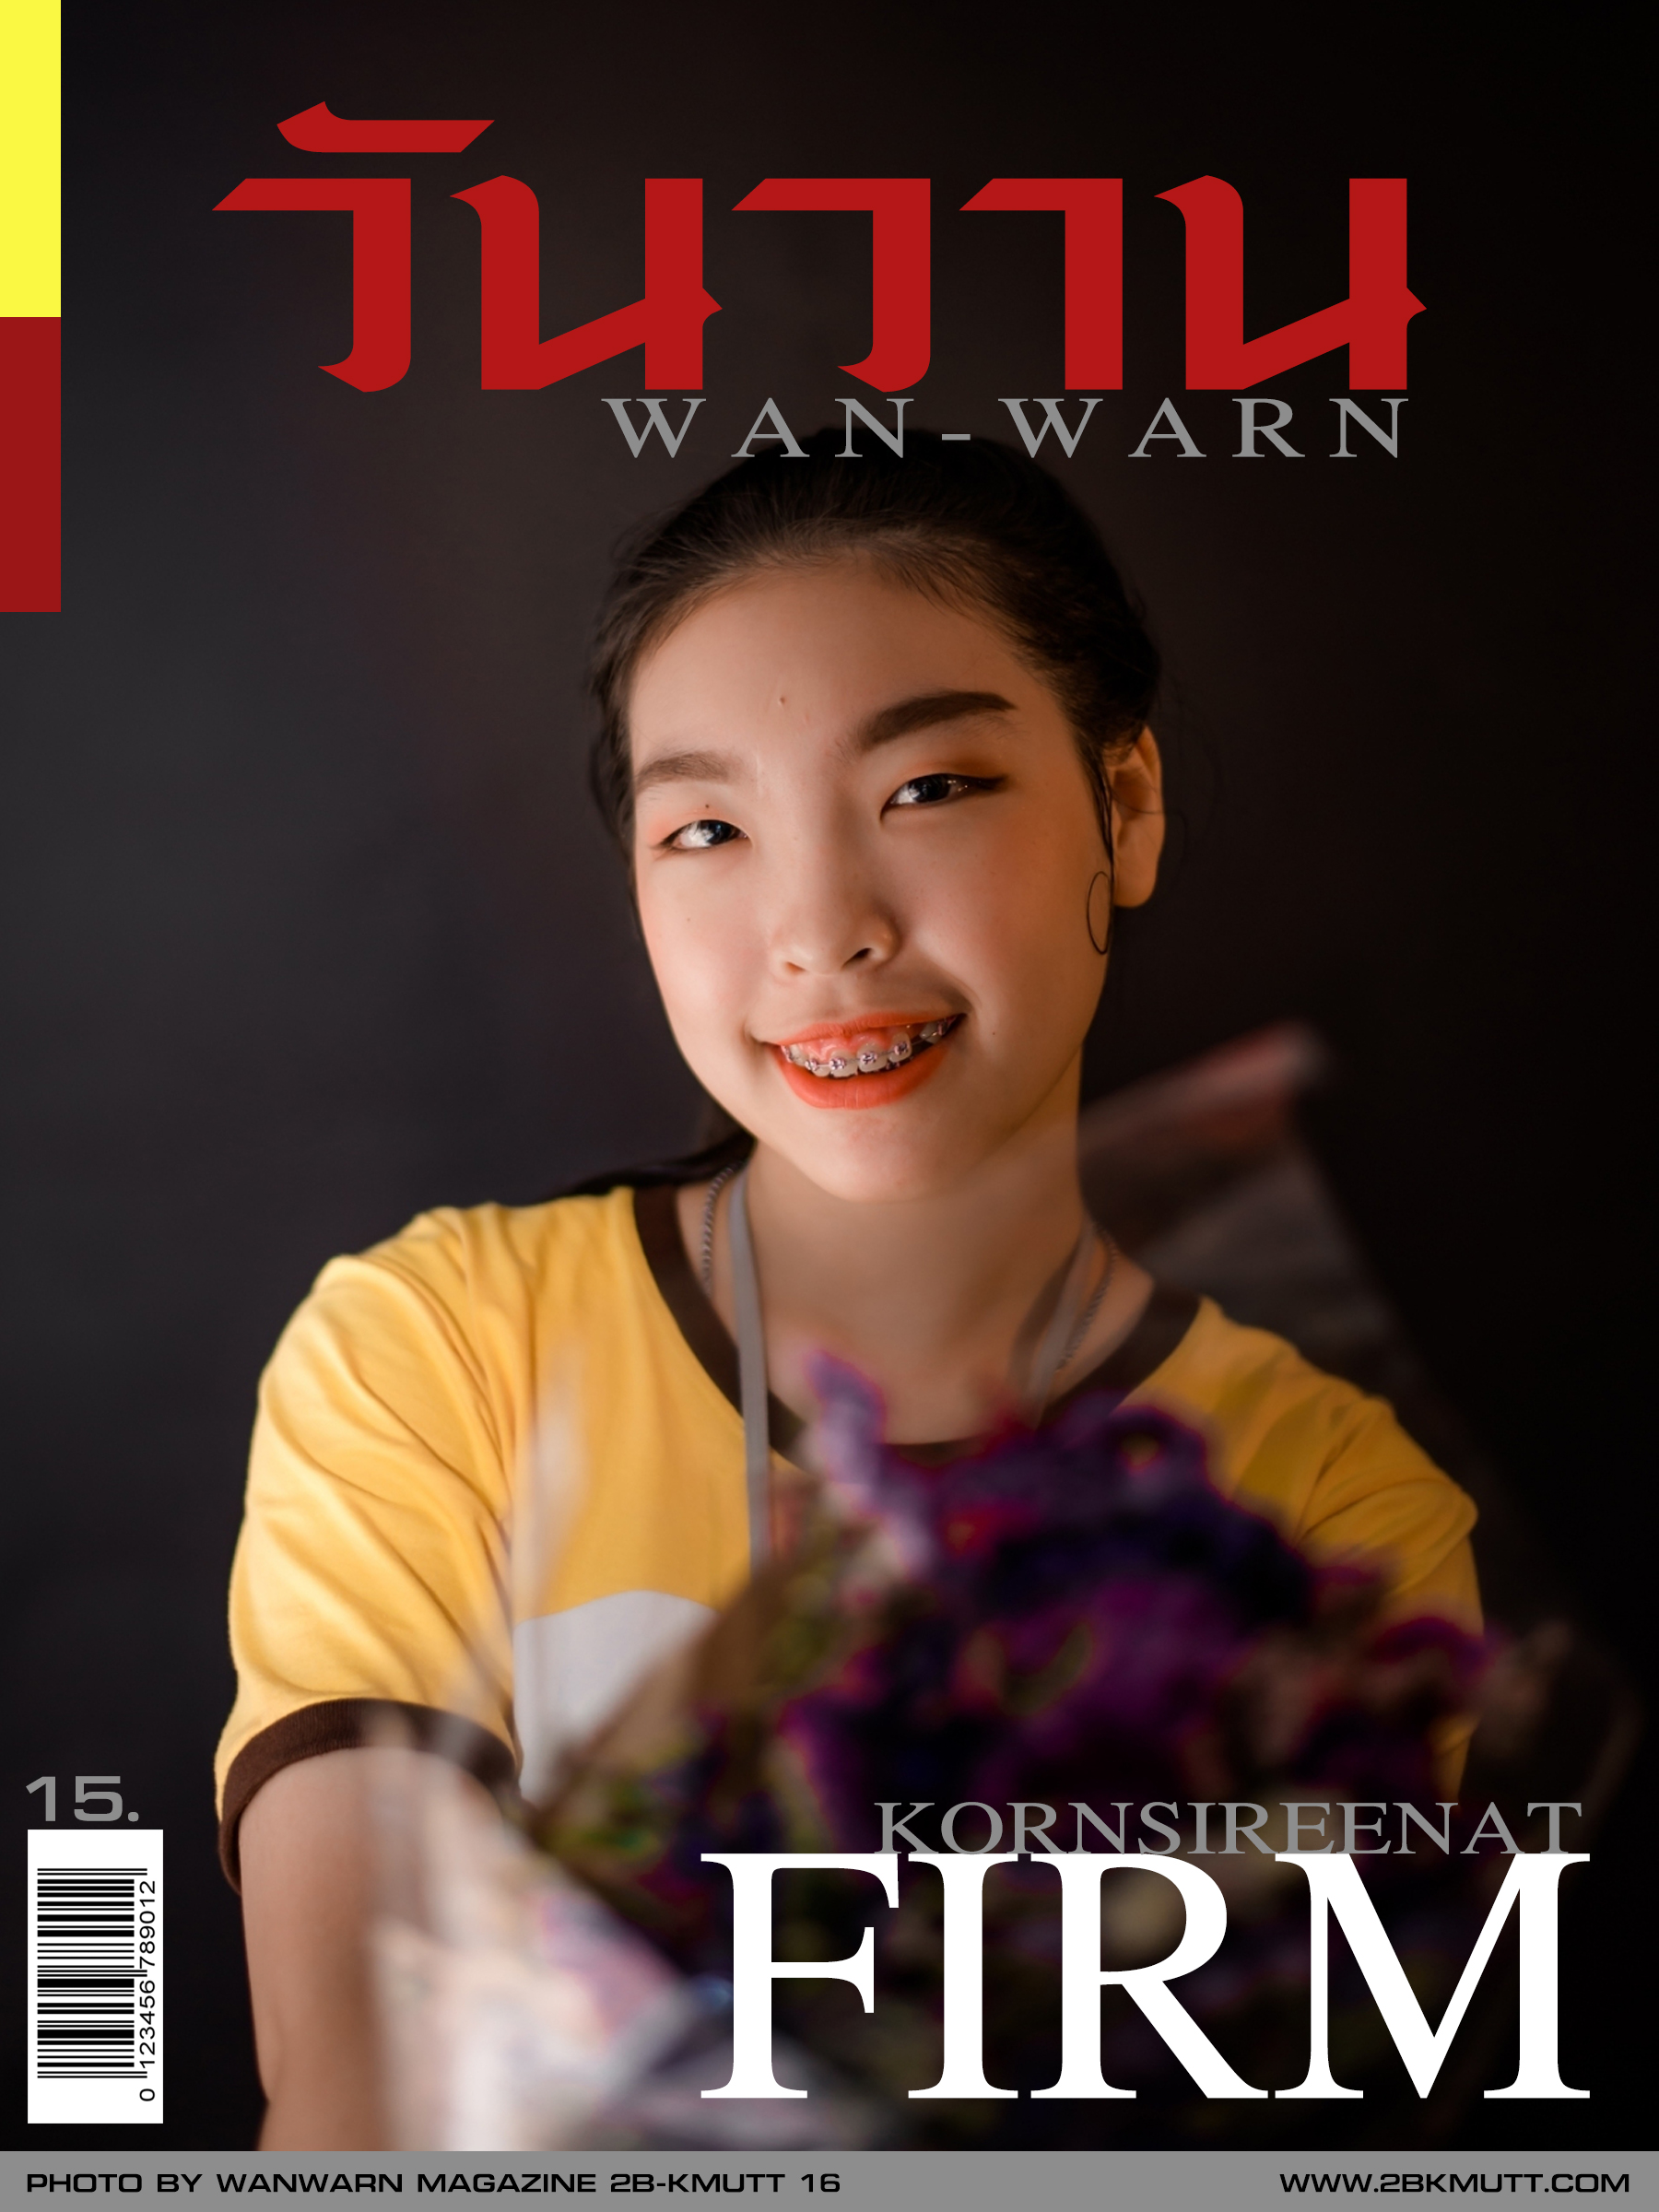 วันวาน
WAN-WARN
15.
0 123456 789012
KORNSIREENAT
FIRM
PHOTO BY WANWARN MAGAZINE 2B-KMUTT 16
WWW.2BKMUTT.COM